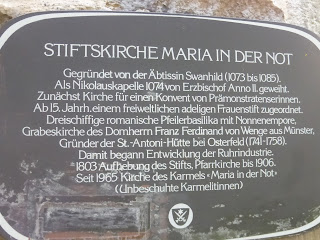 STIFTSKIRCHE MARIA IN DER NOT
Gegründet von der Äbtissin Swanhild (1073 bis 1085).
Als Nikolauskapelle 1074 von Erzbischof Anno II. geweiht.
Zunächst Kirche für einen Konvent von Prämonstratenserinnen.
Ab 15. Jahrh. einem freiweltlichen adeligen Frauenstift zugeordnet.
Dreischiffige romanische Pfeilerbasilika mit Nonnenempore,
Grabeskirche des Domherrn Franz Ferdinand von Wenge aus Münster,
Gründer der St.-Antoni-Hütte bei Osterfeld (1741-1758).
Damit begann Entwicklung der Ruhrindustrie.
1803 Aufhebung des Stifts. Pfarrkirche bis 1906.
Seit 1965 Kirche des Karmels «Maria in der Not»
(Unbeschuhte Karmelitinnen)